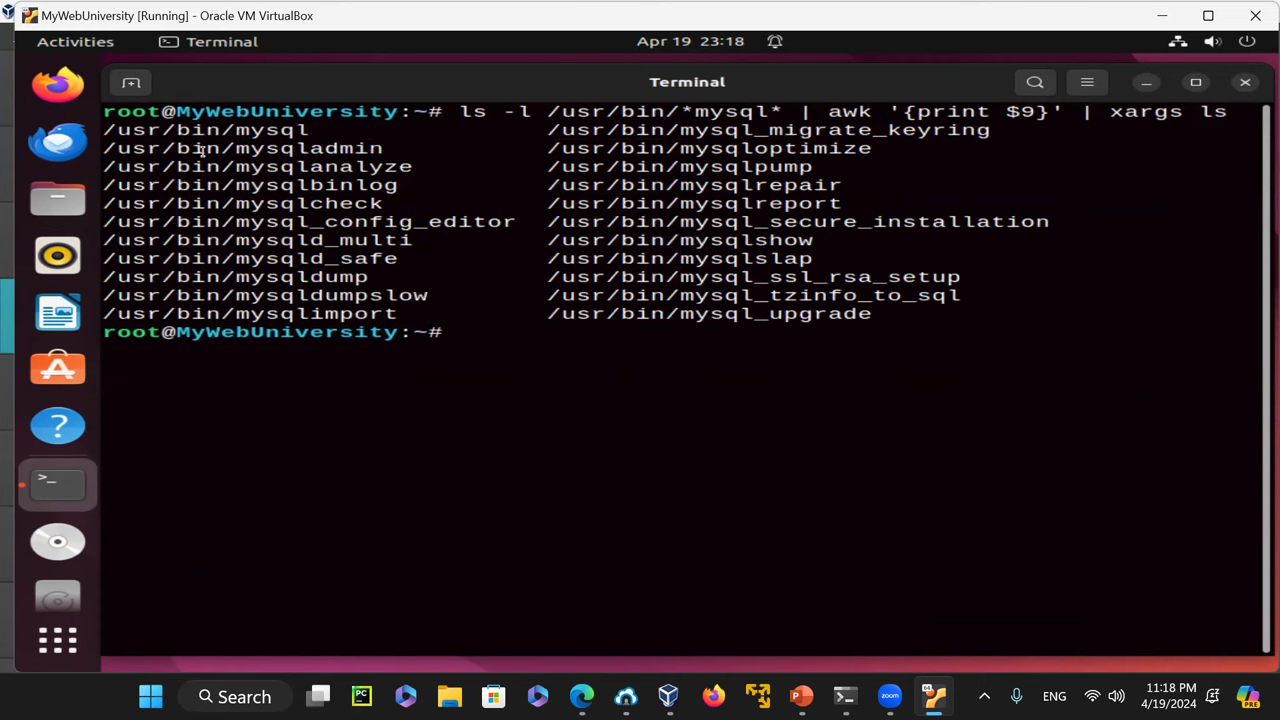 MyWebUniversity [Running] - Oracle VM VirtualBox
Activities Terminal Apr 19 23:18
Terminal
root@MyWebUniversity:~# ls -l /usr/bin/*mysql* | awk '{print $9}' | xargs ls
/usr/bin/mysql /usr/bin/mysql_migrate_keyring
/usr/bin/mysqladmin /usr/bin/mysqloptimize
/usr/bin/mysqlanalyze /usr/bin/mysqlpump
/usr/bin/mysqlbinlog /usr/bin/mysqlrepair
/usr/bin/mysqlcheck /usr/bin/mysqlreport
/usr/bin/mysql_config_editor /usr/bin/mysql_secure_installation
/usr/bin/mysqld_multi /usr/bin/mysqlshow
/usr/bin/mysqld_safe /usr/bin/mysqlslap
/usr/bin/mysqldump /usr/bin/mysql_ssl_rsa_setup
/usr/bin/mysqldumpslow /usr/bin/mysql_tzinfo_to_sql
/usr/bin/mysqlimport /usr/bin/mysql_upgrade
root@MyWebUniversity:~#
Search PC P zoom 64 ENG 11:18 PM PRE
4/19/2024